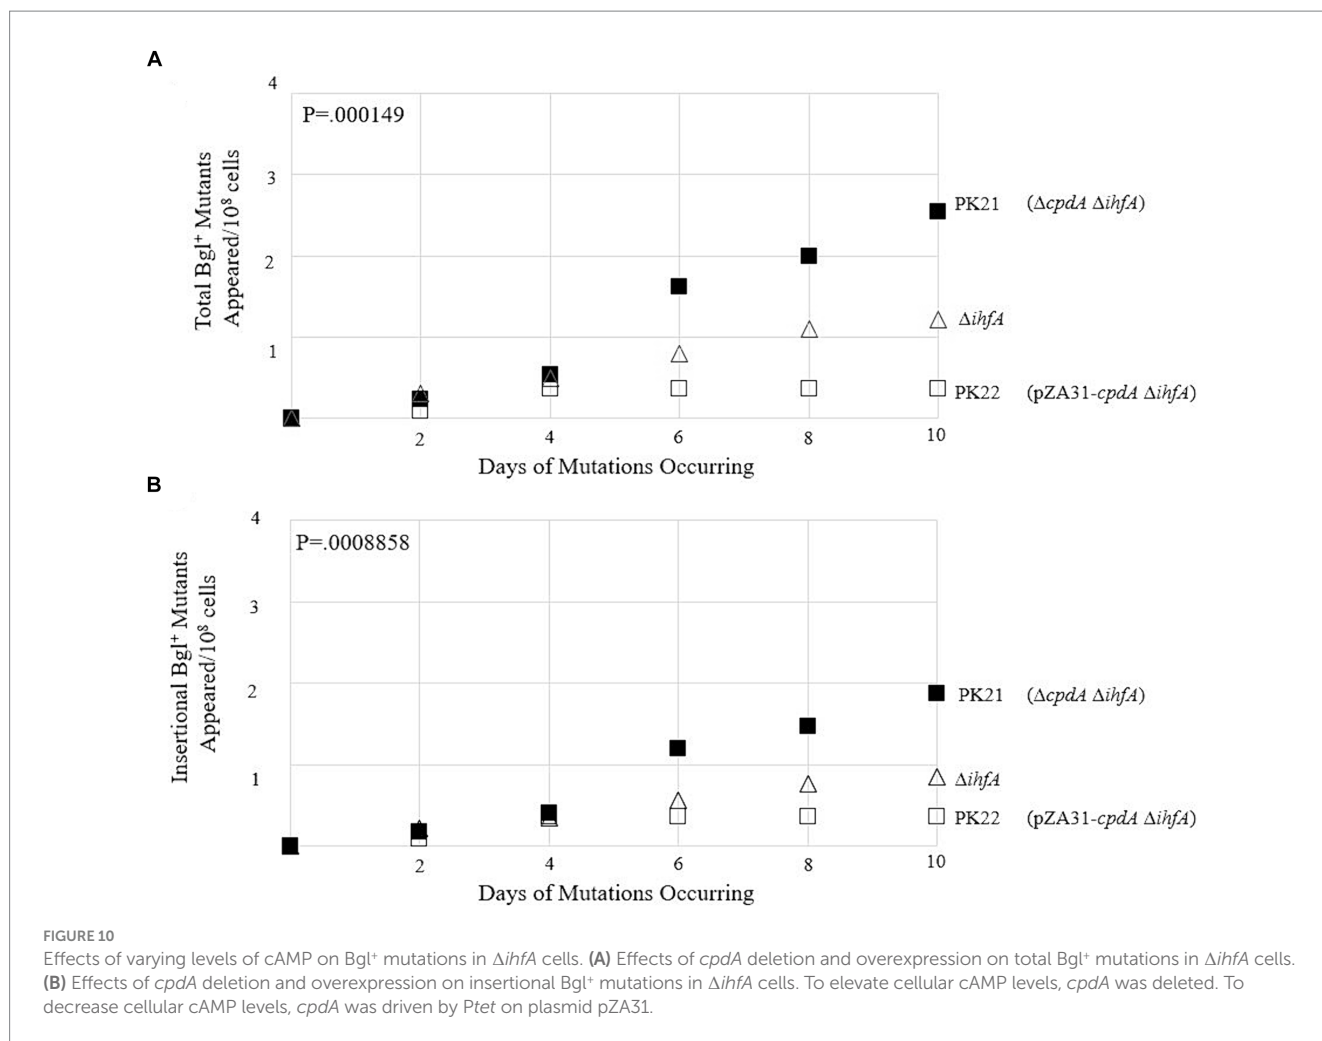 A
P=.000149
Total Bgl⁺ Mutants
Appeared/10⁸ cells
4
3
2
1
2
4
6
8
10
Days of Mutations Occurring
PK21 (ΔcpdA ΔihfA)
ΔihfA
PK22 (pZA31-cpdA ΔihfA)
B
P=.0008858
Insertional Bgl⁺ Mutants
Appeared/10⁸ cells
4
3
2
1
2
4
6
8
10
Days of Mutations Occurring
PK21 (ΔcpdA ΔihfA)
ΔihfA
PK22 (pZA31-cpdA ΔihfA)
FIGURE 10
Effects of varying levels of cAMP on Bgl⁺ mutations in ΔihfA cells. (A) Effects of cpdA deletion and overexpression on total Bgl⁺ mutations in ΔihfA cells.
(B) Effects of cpdA deletion and overexpression on insertional Bgl⁺ mutations in ΔihfA cells. To elevate cellular cAMP levels, cpdA was deleted. To
decrease cellular cAMP levels, cpdA was driven by Ptet on plasmid pZA31.